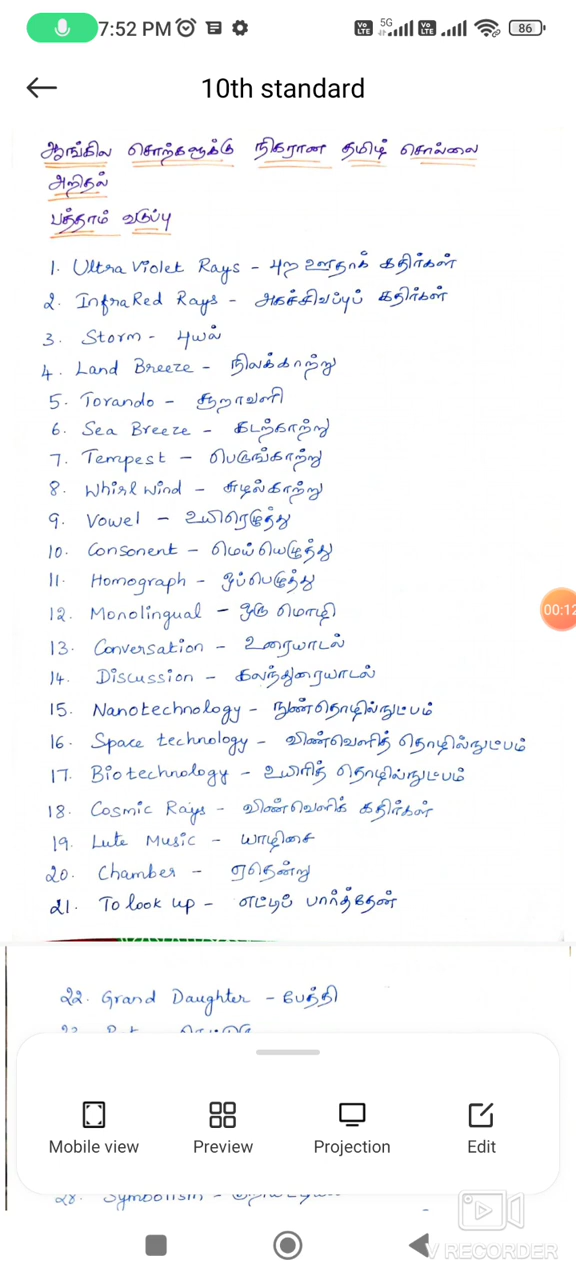 7:52 PM
5G
86
10th standard
ஆங்கில சொற்களுக்கு நிகரான தமிழ் சொல்லை
அறிதல்
பத்தாம் வகுப்பு
1. Ultra Violet Rays - புற ஊதாக் கதிர்கள்
2. Infra Red Rays - அகச்சிவப்புப் கதிர்கள்
3. Storm - புயல்
4. Land Breeze - நிலக்காற்று
5. Torando - சூறாவளி
6. Sea Breeze - கடற்காற்று
7. Tempest - பெருங்காற்று
8. Whirl wind - சுழல்காற்று
9. Vowel - உயிரெழுத்து
10. Consonent - மெய்யெழுத்து
11. Homograph - ஒப்பெழுத்து
12. Monolingual - ஒரு மொழி
13. Conversation - உரையாடல்
14. Discussion - கலந்துரையாடல்
15. Nanotechnology - நுண்தொழில்நுட்பம்
16. Space technology - விண்வெளித் தொழில்நுட்பம்
17. Biotechnology - உயிரித் தொழில்நுட்பம்
18. Cosmic Rays - விண்வெளிக் கதிர்கள்
19. Lute Music - யாழிசை
20. Chamber - ஏதென்று
21. To look up - எட்டிப் பார்த்தேன்
22. Grand Daughter - பேத்தி
00:12
Mobile view
Preview
Projection
Edit
28. Symbolism -
V RECORDER